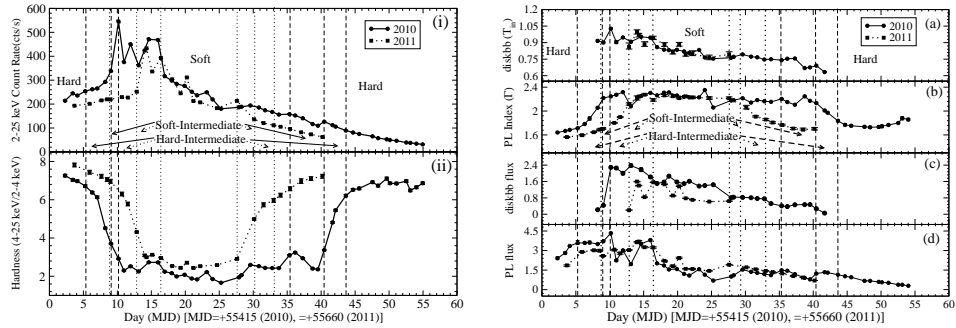 2-25 keV Count Rate(cts/s)
600
500
400
300
200
100
0
(i)
2010
2011
Hard
Soft
Hard
Soft-Intermediate
Hard-Intermediate
Hardness (4-25 keV/2-4 keV)
8
6
4
2
(ii)
0 5 10 15 20 25 30 35 40 45 50 55 60
Day (MJD) [MJD=+55415 (2010), =+55660 (2011)]
diskbb (Tin)
1.05
0.9
0.75
0.6
(a)
2010
2011
Hard
Soft
Hard
PL Index (Γ)
2.4
2
1.6
(b)
Soft-Intermediate
Hard-Intermediate
diskbb flux
2.4
1.6
0.8
0
(c)
PL flux
4.5
3
1.5
0
(d)
0 5 10 15 20 25 30 35 40 45 50 55 60
Day (MJD) [MJD=+55415 (2010), =+55660 (2011)]